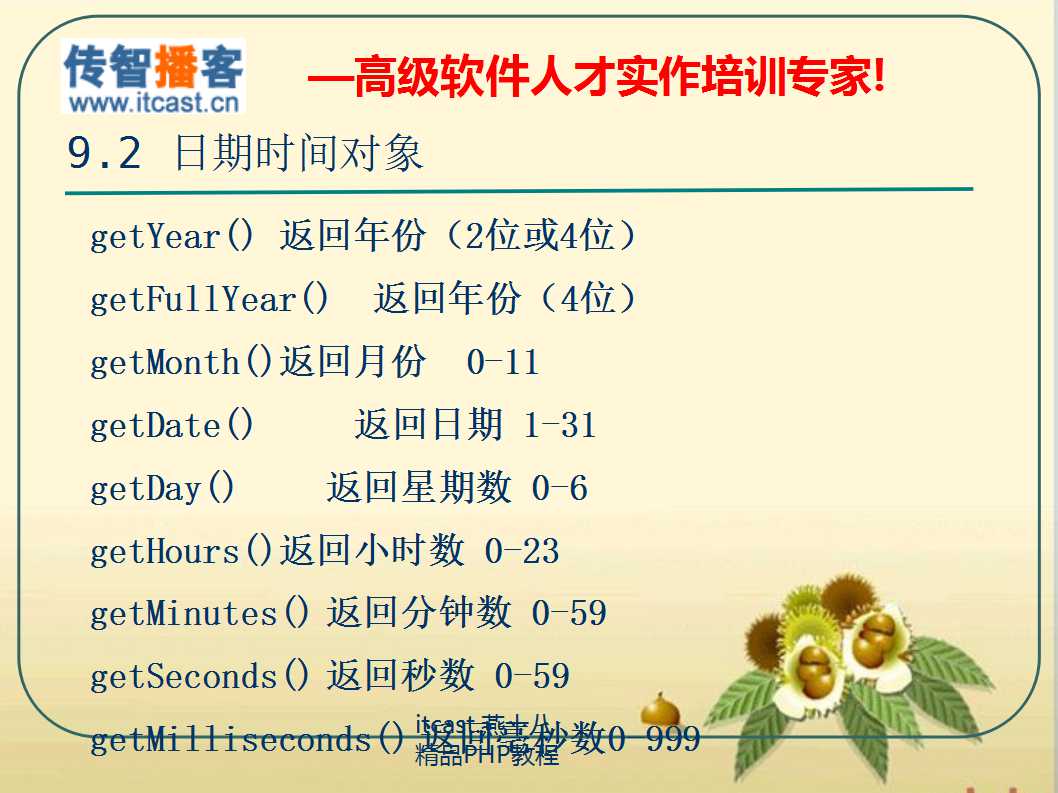 传智播客
www.itcast.cn
—高级软件人才实作培训专家!
9.2 日期时间对象
getYear() 返回年份（2位或4位）
getFullYear() 返回年份（4位）
getMonth()返回月份 0-11
getDate() 返回日期 1-31
getDay() 返回星期数 0-6
getHours()返回小时数 0-23
getMinutes() 返回分钟数 0-59
getSeconds() 返回秒数 0-59
getMilliseconds() 返回毫秒数0 999
itcast 燕十八
精品PHP教程